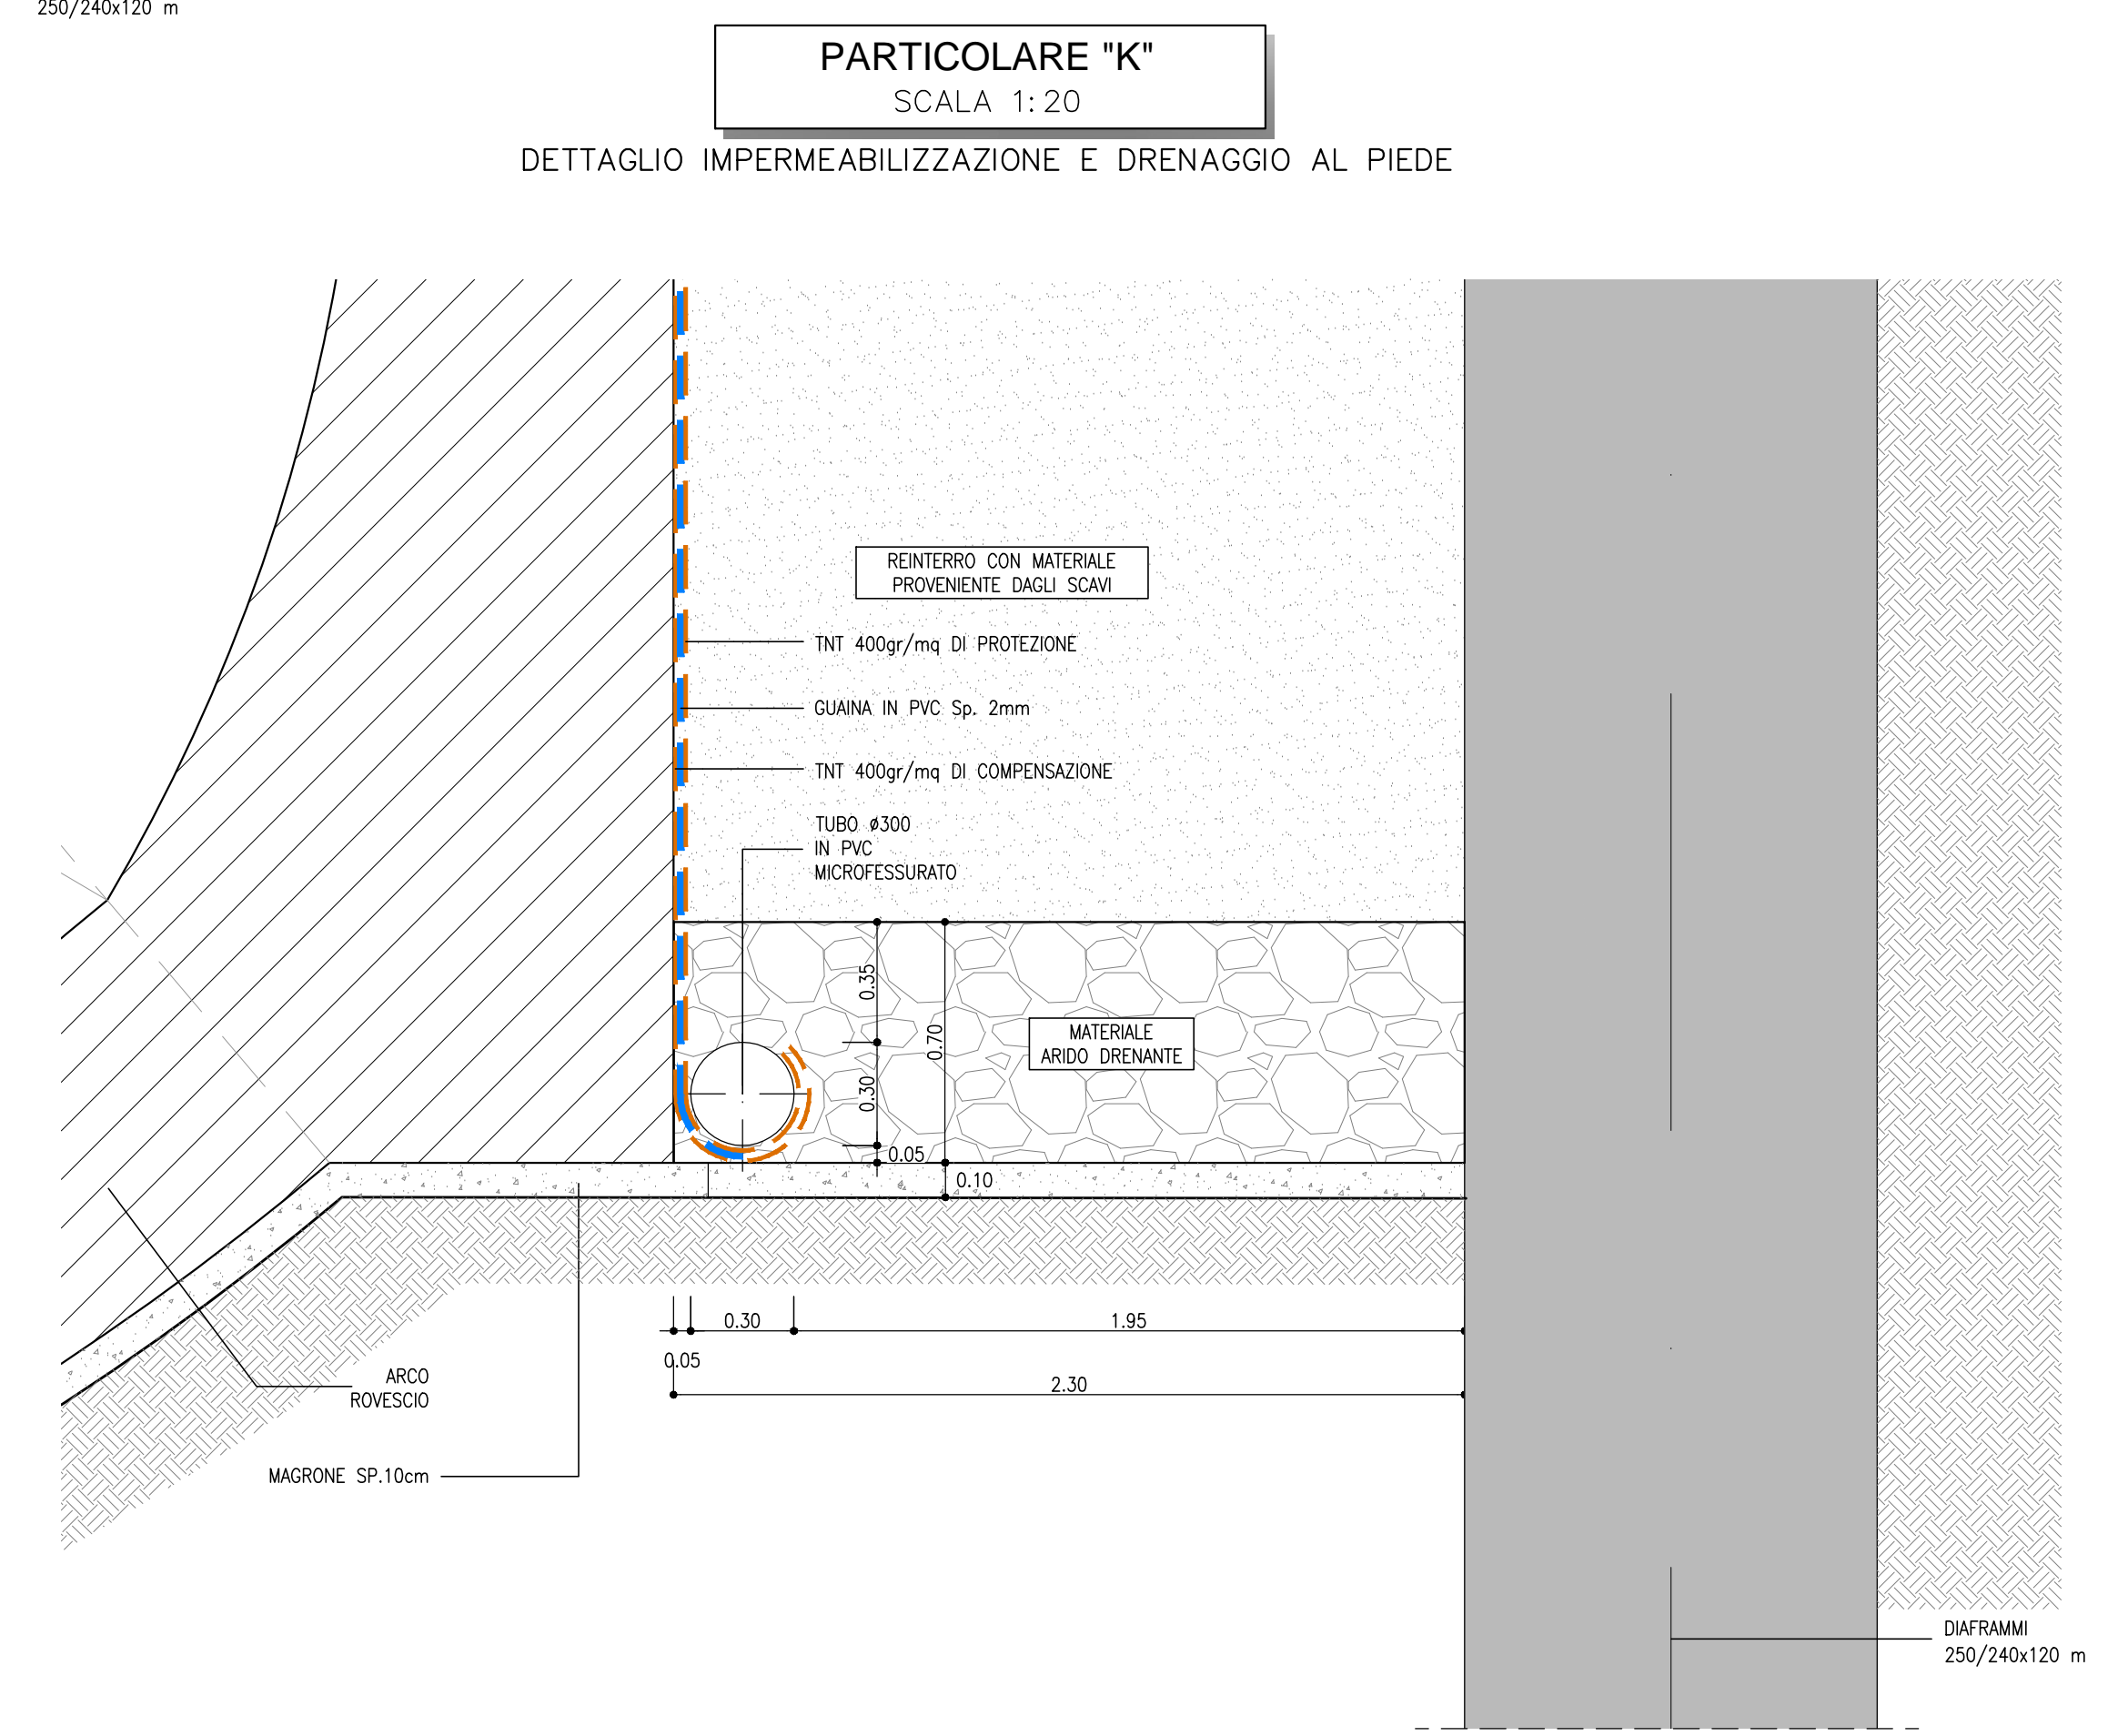 250/240x120 m
PARTICOLARE "K"
SCALA 1:20
DETTAGLIO IMPERMEABILIZZAZIONE E DRENAGGIO AL PIEDE
REINTERRO CON MATERIALE
PROVENIENTE DAGLI SCAVI
TNT 400gr/mq DI PROTEZIONE
GUAINA IN PVC Sp. 2mm
TNT 400gr/mq DI COMPENSAZIONE
TUBO ø300
IN PVC
MICROFESSURATO
0.35
0.70
0.30
MATERIALE
ARIDO DRENANTE
0.05
0.10
0.30
1.95
0.05
2.30
ARCO
ROVESCIO
MAGRONE SP.10cm
DIAFRAMMI
250/240x120 m